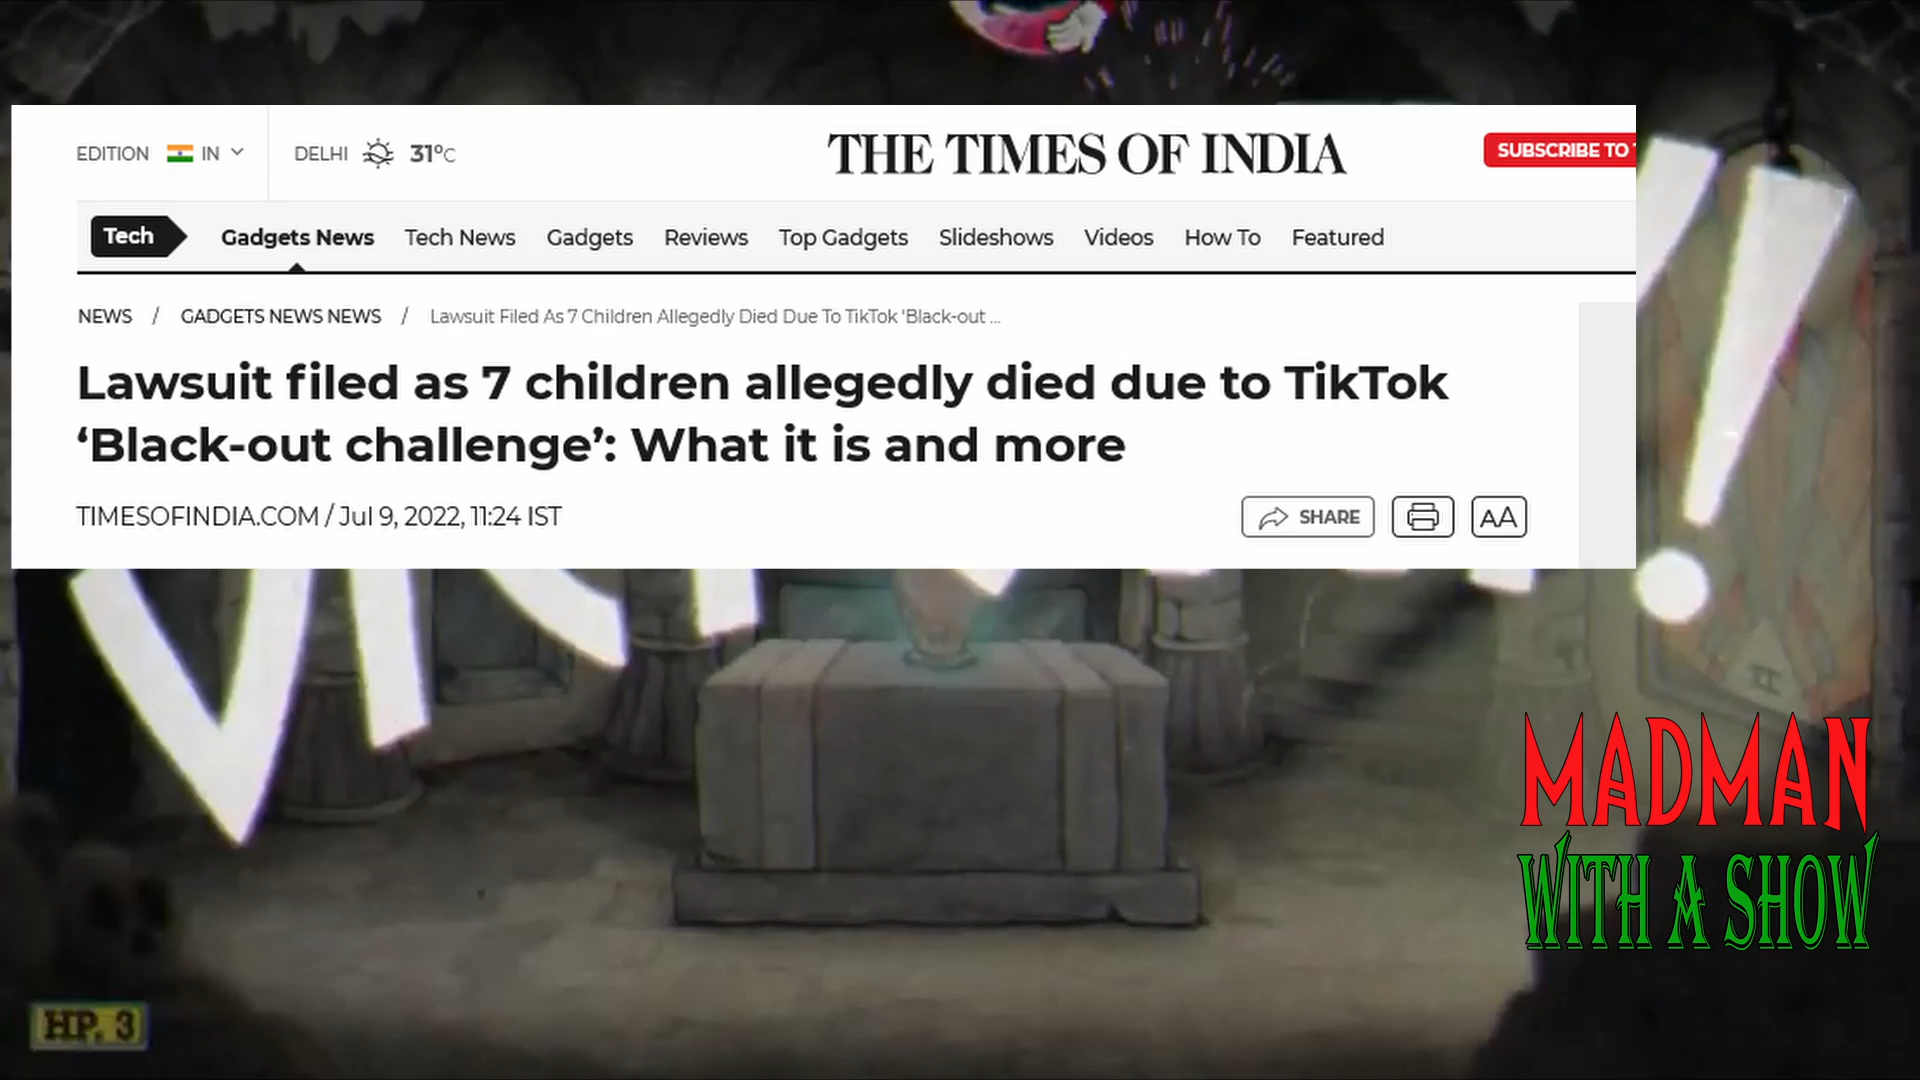 EDITION IN DELHI 31°C THE TIMES OF INDIA SUBSCRIBE TO
Tech Gadgets News Tech News Gadgets Reviews Top Gadgets Slideshows Videos How To Featured
NEWS / GADGETS NEWS NEWS / Lawsuit Filed As 7 Children Allegedly Died Due To TikTok 'Black-out ...
Lawsuit filed as 7 children allegedly died due to TikTok
‘Black-out challenge’: What it is and more
TIMESOFINDIA.COM / Jul 9, 2022, 11:24 IST SHARE AA
MADMAN
WITH A SHOW
HP. 3